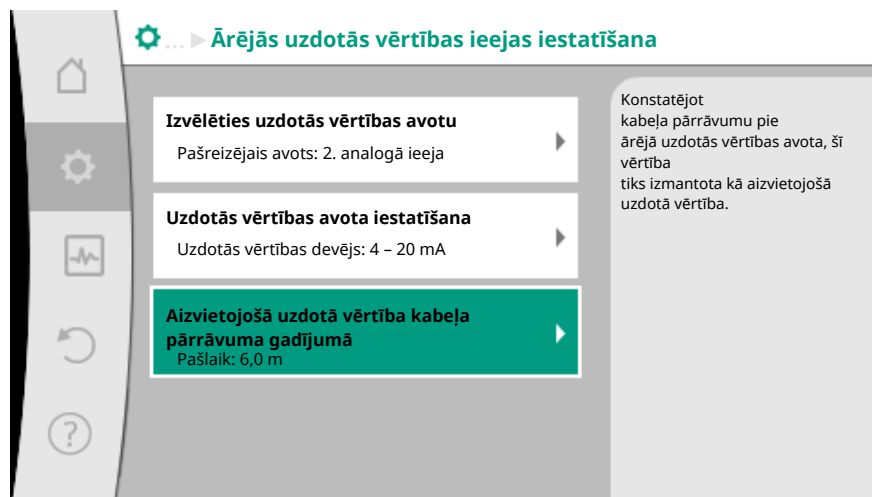 ... ▶ Ārējās uzdotās vērtības ieejas iestatīšana
Izvēlēties uzdotās vērtības avotu
Pašreizējais avots: 2. analogā ieeja
Uzdotās vērtības avota iestatīšana
Uzdotās vērtības devējs: 4 – 20 mA
Aizvietojošā uzdotā vērtība kabeļa
pārrāvuma gadījumā
Pašlaik: 6,0 m
Konstatējot
kabeļa pārrāvumu pie
ārējā uzdotās vērtības avota, šī
vērtība
tiks izmantota kā aizvietojošā
uzdotā vērtība.
?